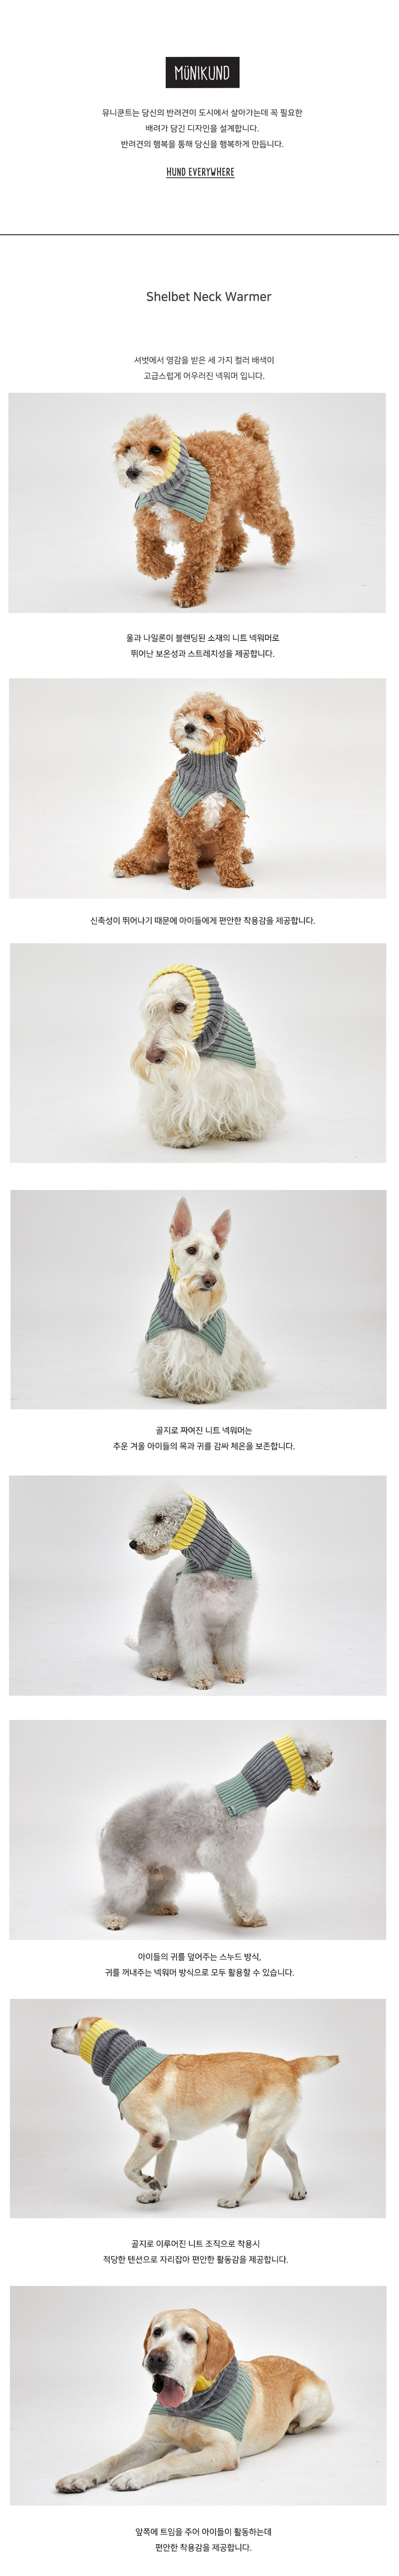 MÜNIKUND
뮤니쿤트는 당신의 반려견이 도시에서 살아가는데 꼭 필요한
배려가 담긴 디자인을 설계합니다.
반려견의 행복을 통해 당신을 행복하게 만듭니다.
HUND EVERYWHERE
Shelbet Neck Warmer
셔벗에서 영감을 받은 세 가지 컬러 배색이
고급스럽게 어우러진 넥워머 입니다.
울과 나일론이 블렌딩된 소재의 니트 넥워머로
뛰어난 보온성과 스트레치성을 제공합니다.
신축성이 뛰어나기 때문에 아이들에게 편안한 착용감을 제공합니다.
골지로 짜여진 니트 넥워머는
추운 겨울 아이들의 목과 귀를 감싸 체온을 보존합니다.
아이들의 귀를 덮어주는 스누드 방식,
귀를 꺼내주는 넥워머 방식으로 모두 활용할 수 있습니다.
골지로 이루어진 니트 조직으로 착용시
적당한 텐션으로 자리잡아 편안한 활동감을 제공합니다.
앞쪽에 트임을 주어 아이들이 활동하는데
편안한 착용감을 제공합니다.